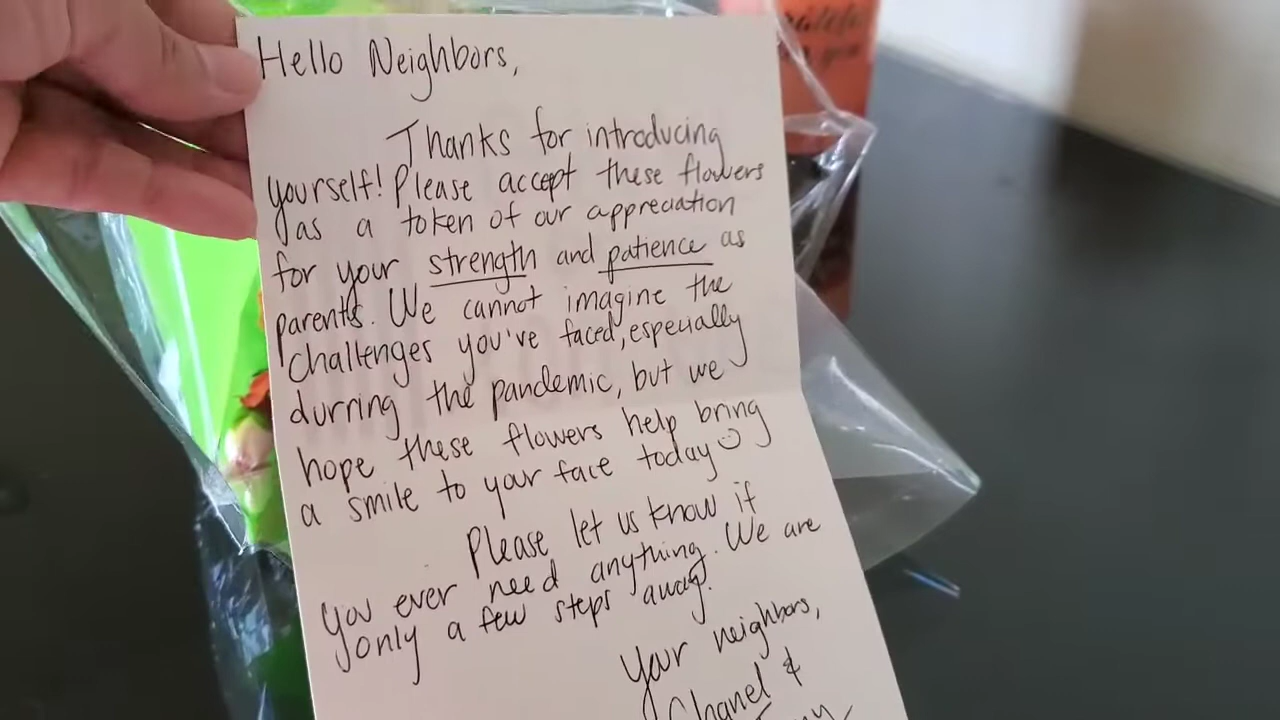 Hello Neighbors,
Thanks for introducing
yourself! Please accept these flowers
as a token of our appreciation
for your strength and patience as
parents. We cannot imagine the
challenges you've faced, especially
durring the pandemic, but we
hope these flowers help bring
a smile to your face today☺
Please let us know if
you ever need anything. We are
only a few steps away!
Your neighbors,
Chanel &
you